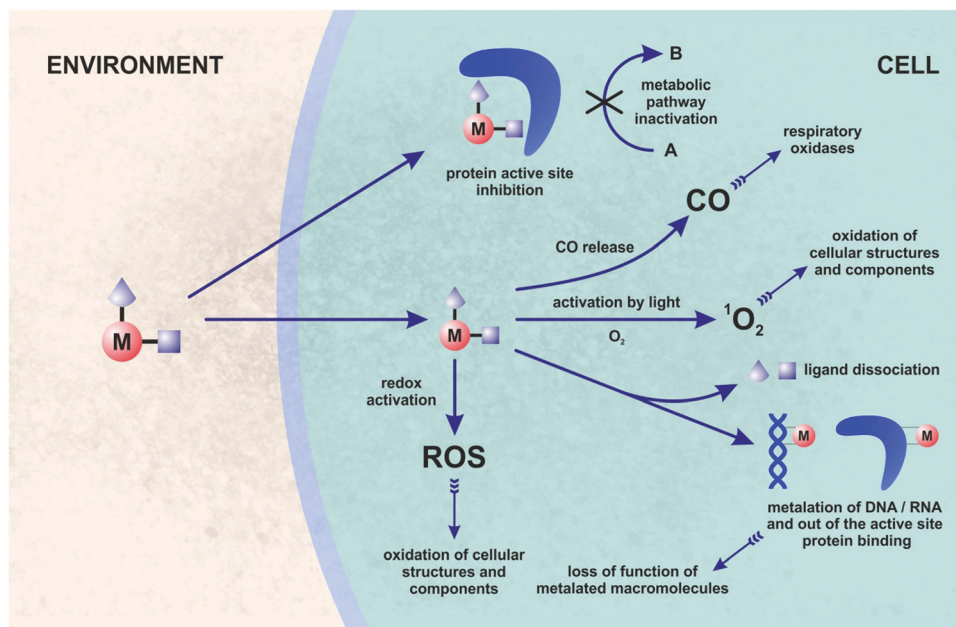 ENVIRONMENT
CELL
B
metabolic
pathway
inactivation
A
M
protein active site
inhibition
respiratory
oxidases
CO
CO release
oxidation of
cellular structures
and components
activation by light
O₂
¹O₂
M
M
redox
activation
ligand dissociation
ROS
M
M
metalation of DNA / RNA
and out of the active site
protein binding
oxidation of cellular
structures and
components
loss of function of
metalated macromolecules